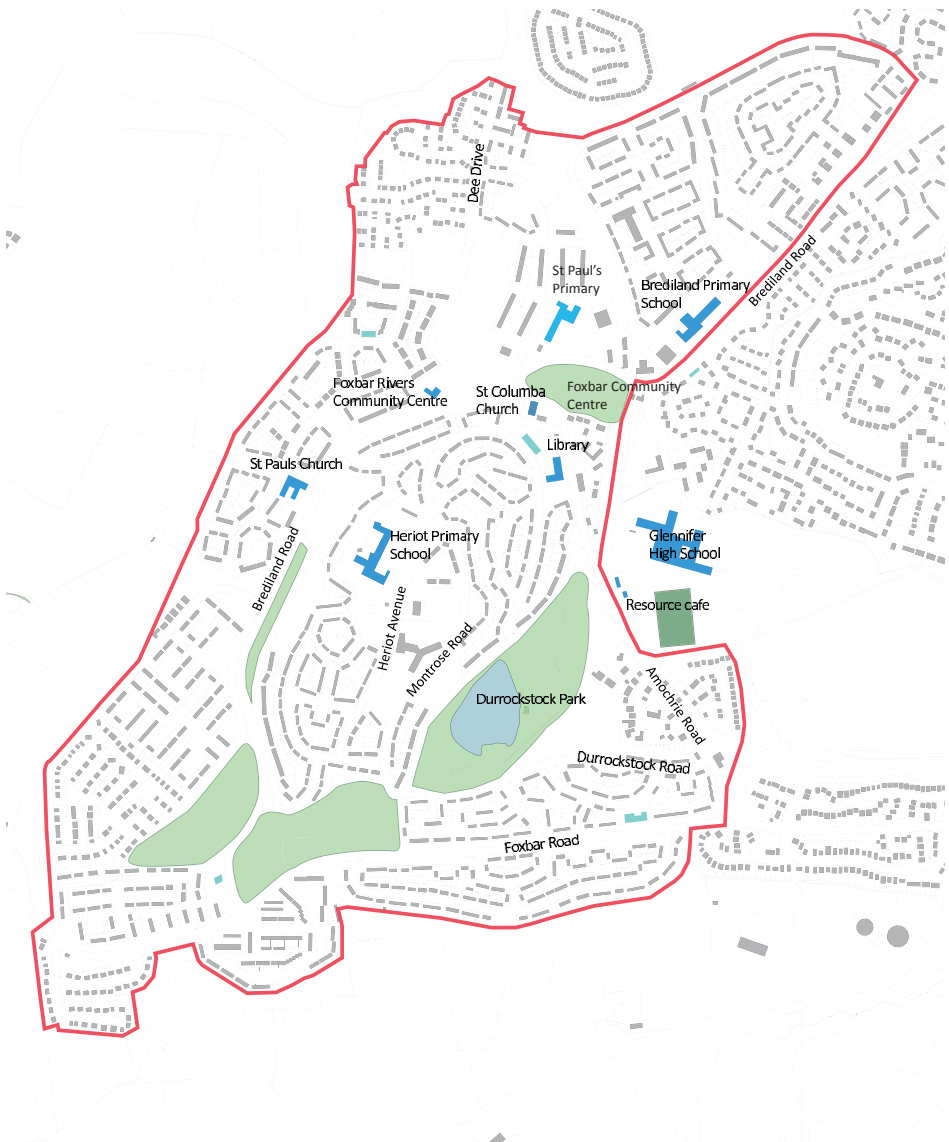 Dee Drive
St Paul's
Primary
Brediland Primary
School
Brediland Road
Foxbar Rivers
Community Centre
St Columba
Church
Foxbar Community
Centre
Library
St Pauls Church
Heriot Primary
School
Glennifer
High School
Brediland Road
Resource cafe
Heriot Avenue
Montrose Road
Durrockstock Park
Amochrie Road
Durrockstock Road
Foxbar Road